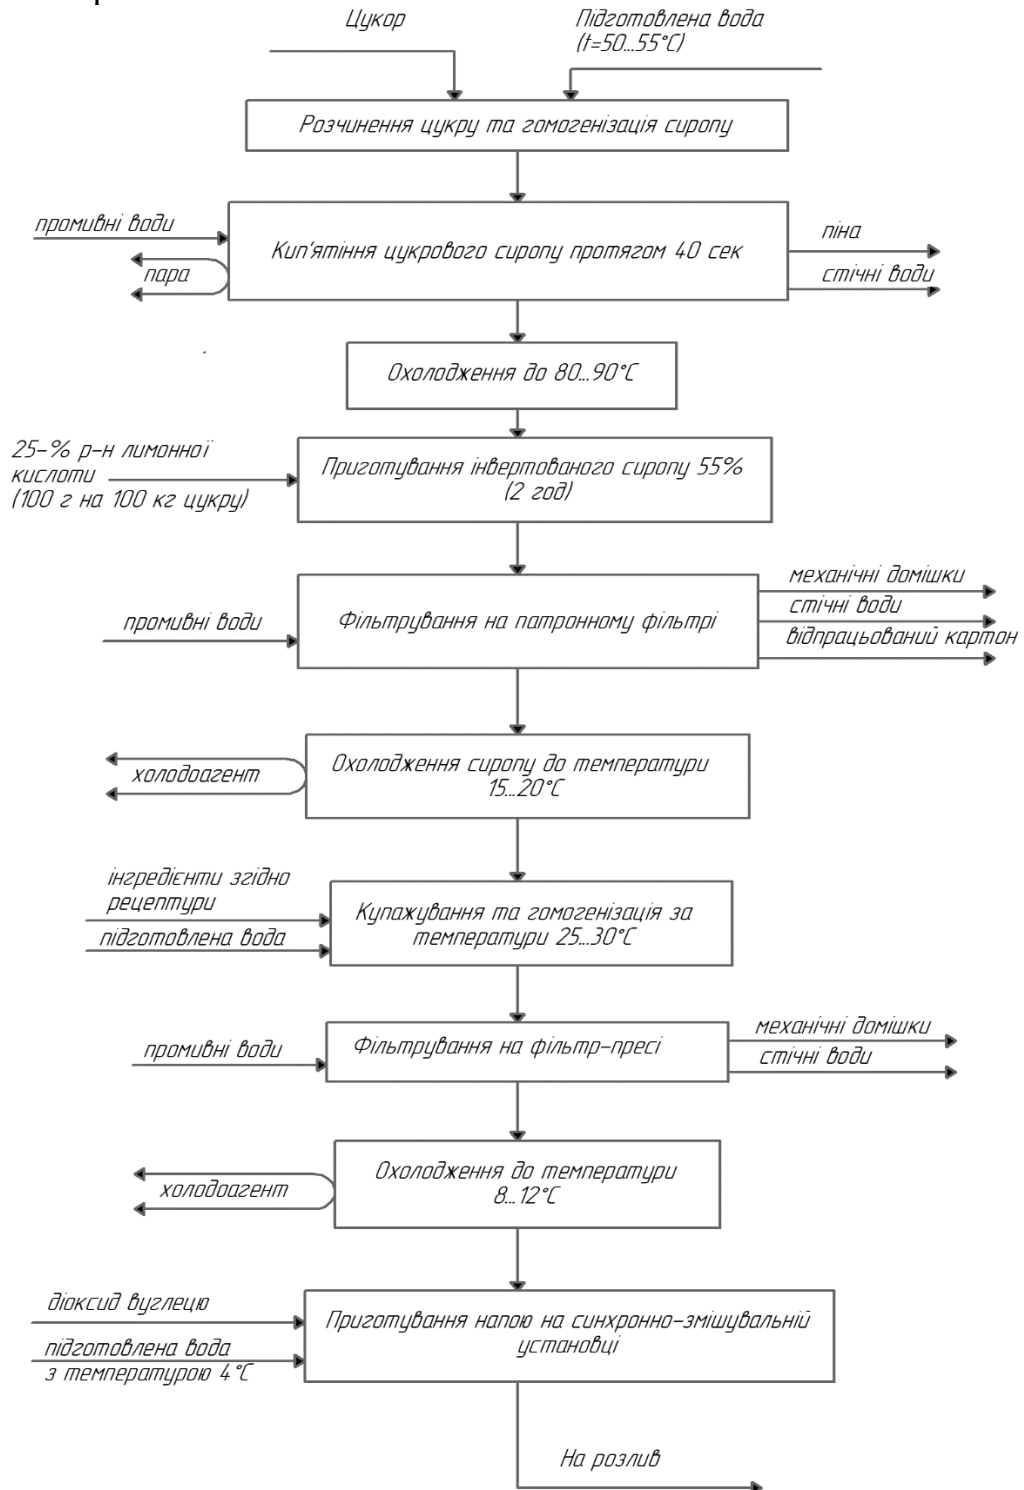 Цукор
Підготовлена вода
(t=50...55°С)
Розчинення цукру та гомогенізація сиропу
промивні води
пара
Кип'ятіння цукрового сиропу протягом 40 сек
піна
стічні води
Охолодження до 80...90°С
25-% р-н лимонної
кислоти
(100 г на 100 кг цукру)
Приготування інвертованого сиропу 55%
(2 год)
промивні води
Фільтрування на патронному фільтрі
механічні домішки
стічні води
відпрацьований картон
холодоагент
Охолодження сиропу до температури
15...20°С
інгредієнти згідно
рецептури
підготовлена вода
Купажування та гомогенізація за
температури 25...30°С
промивні води
Фільтрування на фільтр-пресі
механічні домішки
стічні води
холодоагент
Охолодження до температури
8...12°С
діоксид вуглецю
підготовлена вода
з температурою 4°С
Приготування напою на синхронно-змішувальній
установці
На розлив